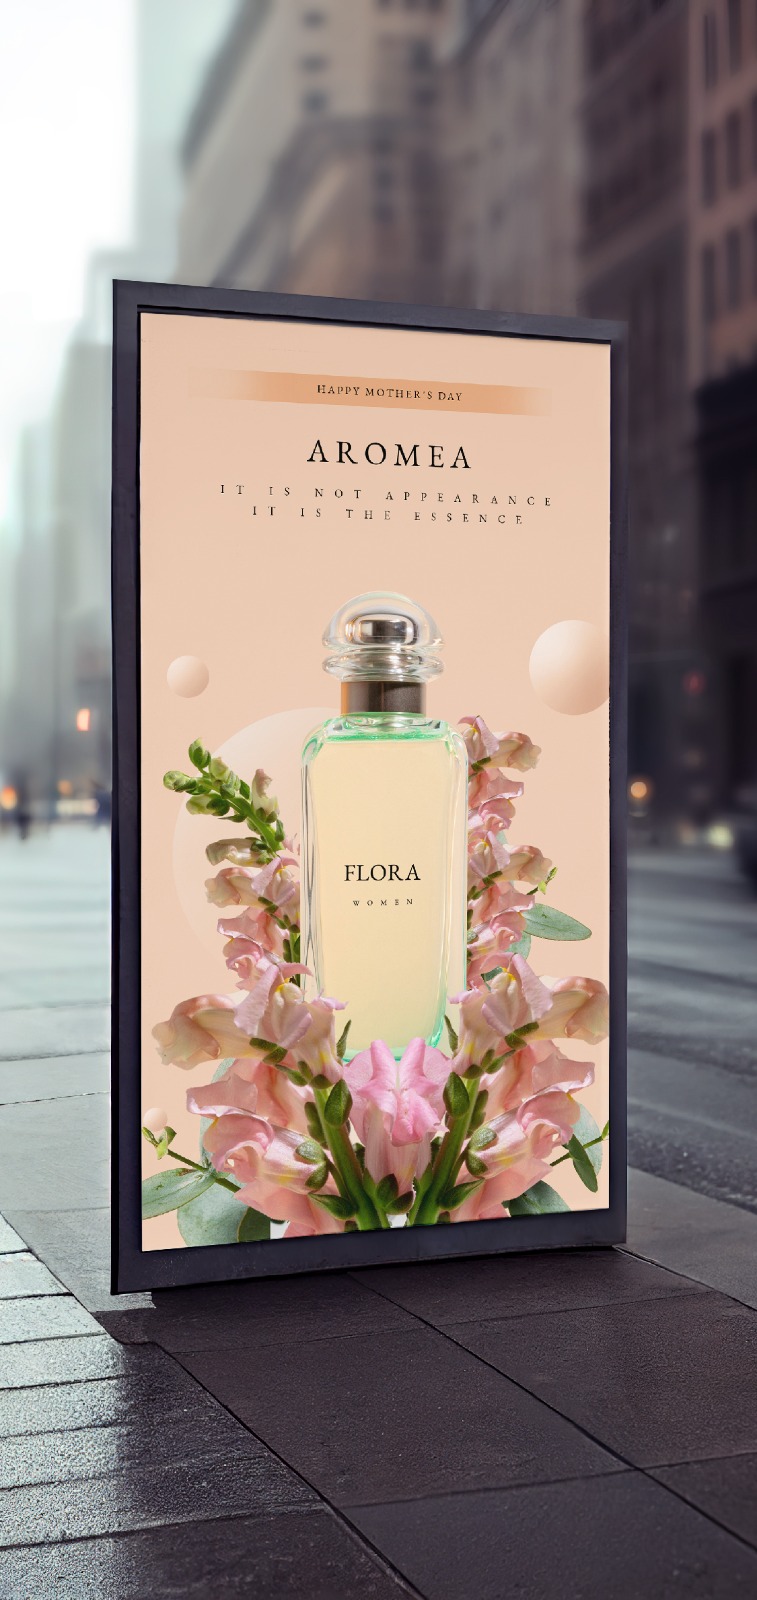 HAPPY MOTHER'S DAY
AROMEA
IT IS NOT APPEARANCE
IT IS THE ESSENCE
FLORA
WOMEN